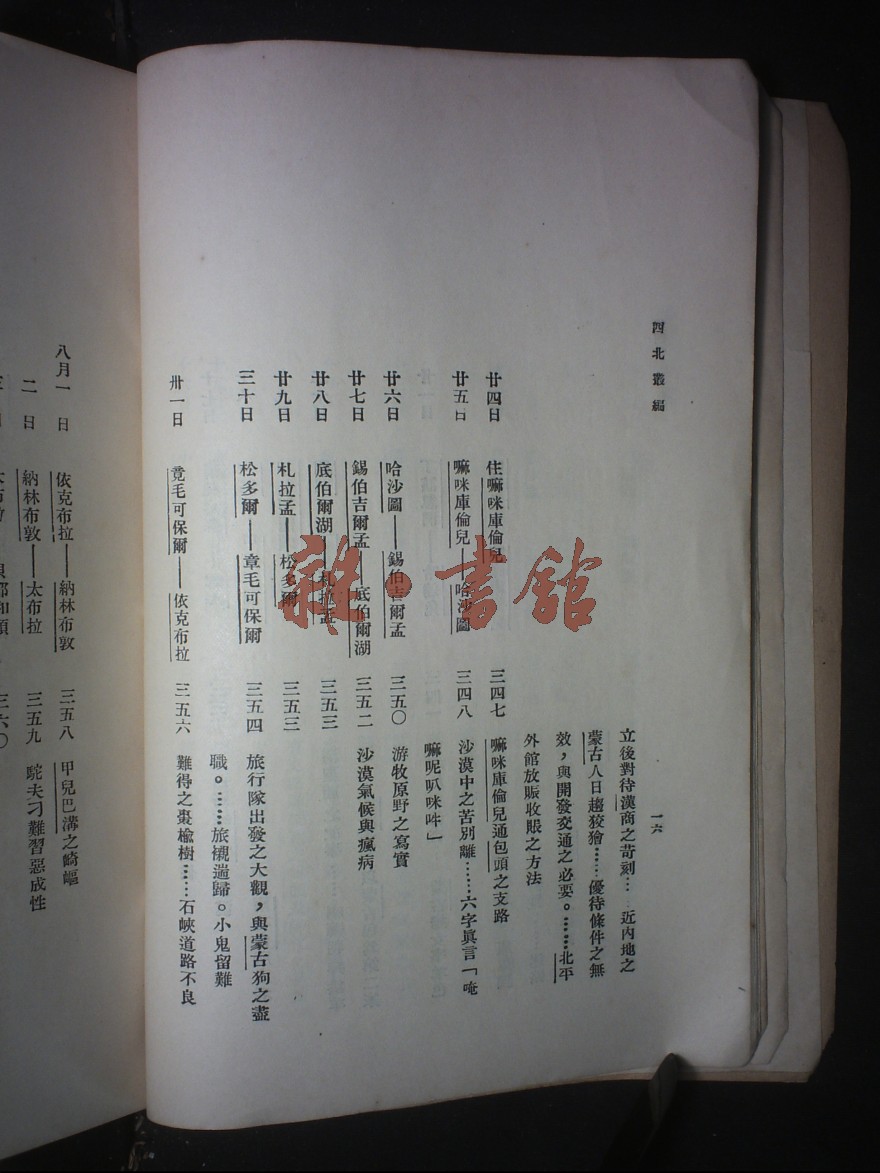 四北叢編
一六
立後對待漢商之苛刻……近內地之
蒙古人日趨狡獪……優待條件之無
效，與開發交通之必要。……北平
外館放賬收賬之方法
廿四日 住嘛咪庫倫兒 三四七 嘛咪庫倫兒通包頭之支路
廿五日 嘛咪庫倫兒——哈沙圖 三四八 沙漠中之苦別離……六字眞言「唵
嘛呢叭咪吽」
廿六日 哈沙圖——錫伯吉爾孟 三五〇 游牧原野之寫實
廿七日 錫伯吉爾孟——底伯爾湖 三五二 沙漠氣候與瘋病
廿八日 底伯爾湖——札拉孟 三五三
廿九日 札拉孟——松多爾 三五三
三十日 松多爾——章毛可保爾 三五四 旅行隊出發之大觀，與蒙古狗之盡
職。……旅櫬遄歸。小鬼留難
卅一日 竟毛可保爾——依克布拉 三五六 難得之棗楡樹……石峽道路不良
八月一日 依克布拉——納林布敦 三五八 甲兒巴溝之崎嶇
二日 納林布敦——太布拉 三五九 駝夫刁難習惡成性
三六〇
毅·書館